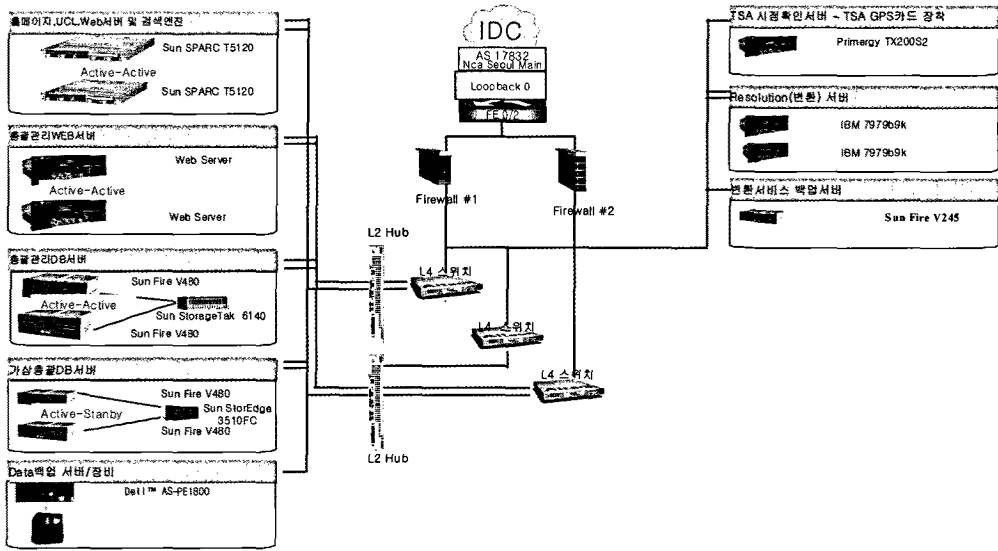 홈페이지,UCI,Web서버 및 검색엔진
Sun SPARC T5120
Active-Active
Sun SPARC T5120
총괄관리WEB서버
Web Server
Active-Active
Web Server
총괄관리DB서버
Sun Fire V480
Active-Active
Sun StorageTak 6140
Sun Fire V480
가상총괄DB서버
Sun Fire V480
Active-Stanby
Sun StorEdge
3510FC
Sun Fire V480
Data백업 서버/장비
Dell™ AS-PE1800
IDC
AS 17832
Nca Seoul Main
Loopback 0
FE 0/2
Firewall #1
Firewall #2
L2 Hub
L4 스위치
L4 스위치
L4 스위치
L2 Hub
TSA 시점확인서버 - TSA GPS카드 장착
Primergy TX200S2
Resolution(변환) 서버
IBM 7979b9k
IBM 7979b9k
변환서비스 백업서버
Sun Fire V245